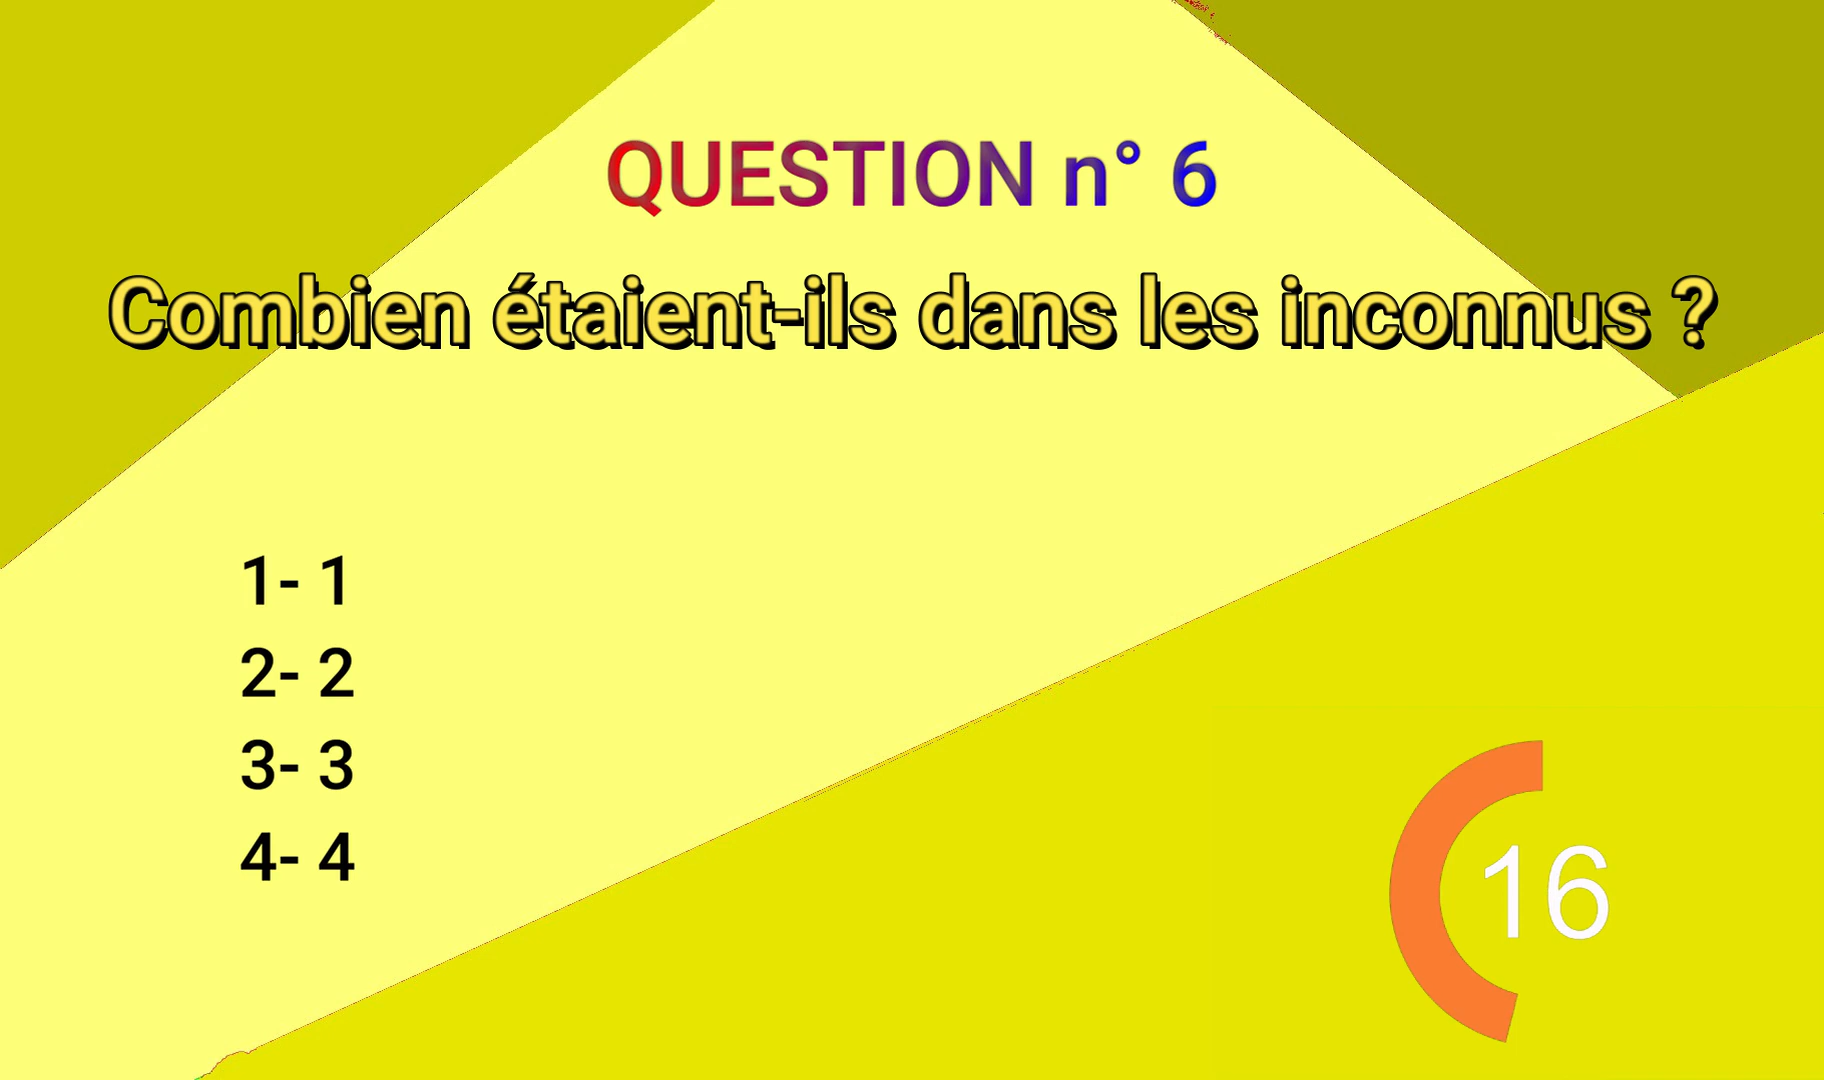 QUESTION n° 6
Combien étaient-ils dans les inconnus ?
1- 1
2- 2
3- 3
4- 4
16